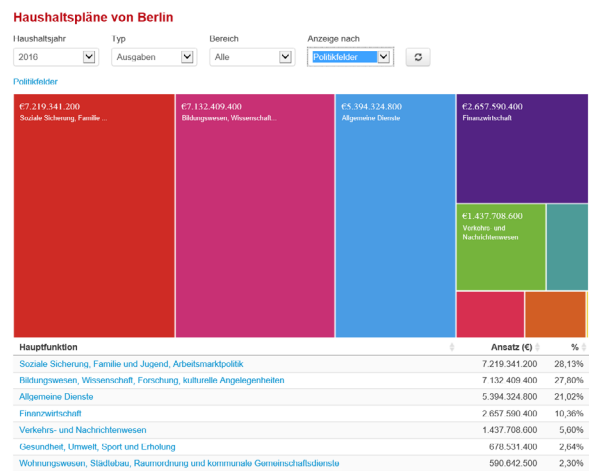 Haushaltspläne von Berlin
Haushaltsjahr Typ Bereich Anzeige nach
2016 Ausgaben Alle Politikfelder
Politikfelder
€7.219.341.200 €7.132.409.400 €5.394.324.800 €2.657.590.400
Soziale Sicherung, Familie ... Bildungswesen, Wissenschaft... Allgemeine Dienste Finanzwirtschaft
€1.437.708.600
Verkehrs- und
Nachrichtenwesen
Hauptfunktion Ansatz (€) %
Soziale Sicherung, Familie und Jugend, Arbeitsmarktpolitik 7.219.341.200 28,13%
Bildungswesen, Wissenschaft, Forschung, kulturelle Angelegenheiten 7.132.409.400 27,80%
Allgemeine Dienste 5.394.324.800 21,02%
Finanzwirtschaft 2.657.590.400 10,36%
Verkehrs- und Nachrichtenwesen 1.437.708.600 5,60%
Gesundheit, Umwelt, Sport und Erholung 678.531.400 2,64%
Wohnungswesen, Städtebau, Raumordnung und kommunale Gemeinschaftsdienste 590.642.500 2,30%